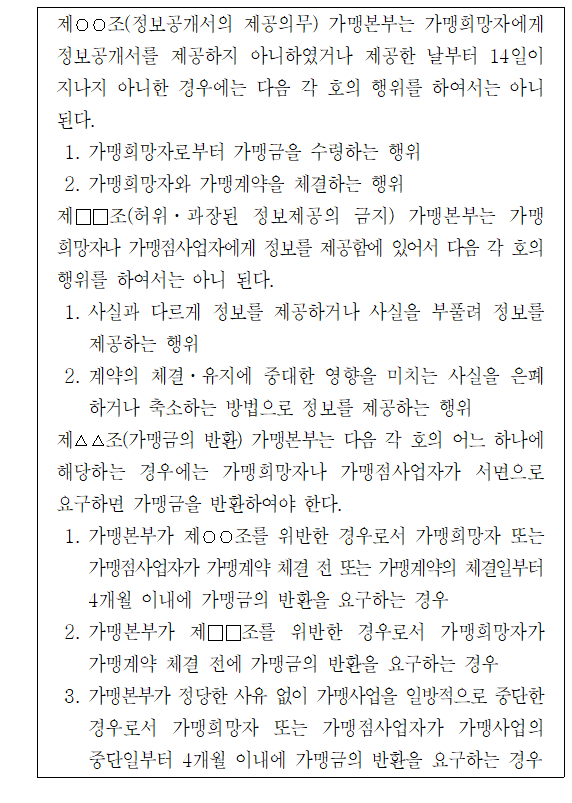 제○○조(정보공개서의 제공의무) 가맹본부는 가맹희망자에게
정보공개서를 제공하지 아니하였거나 제공한 날부터 14일이
지나지 아니한 경우에는 다음 각 호의 행위를 하여서는 아니
된다.
1. 가맹희망자로부터 가맹금을 수령하는 행위
2. 가맹희망자와 가맹계약을 체결하는 행위
제□□조(허위・과장된 정보제공의 금지) 가맹본부는 가맹
희망자나 가맹점사업자에게 정보를 제공함에 있어서 다음 각 호의
행위를 하여서는 아니 된다.
1. 사실과 다르게 정보를 제공하거나 사실을 부풀려 정보를
제공하는 행위
2. 계약의 체결・유지에 중대한 영향을 미치는 사실을 은폐
하거나 축소하는 방법으로 정보를 제공하는 행위
제△△조(가맹금의 반환) 가맹본부는 다음 각 호의 어느 하나에
해당하는 경우에는 가맹희망자나 가맹점사업자가 서면으로
요구하면 가맹금을 반환하여야 한다.
1. 가맹본부가 제○○조를 위반한 경우로서 가맹희망자 또는
가맹점사업자가 가맹계약 체결 전 또는 가맹계약의 체결일부터
4개월 이내에 가맹금의 반환을 요구하는 경우
2. 가맹본부가 제□□조를 위반한 경우로서 가맹희망자가
가맹계약 체결 전에 가맹금의 반환을 요구하는 경우
3. 가맹본부가 정당한 사유 없이 가맹사업을 일방적으로 중단한
경우로서 가맹희망자 또는 가맹점사업자가 가맹사업의
중단일부터 4개월 이내에 가맹금의 반환을 요구하는 경우